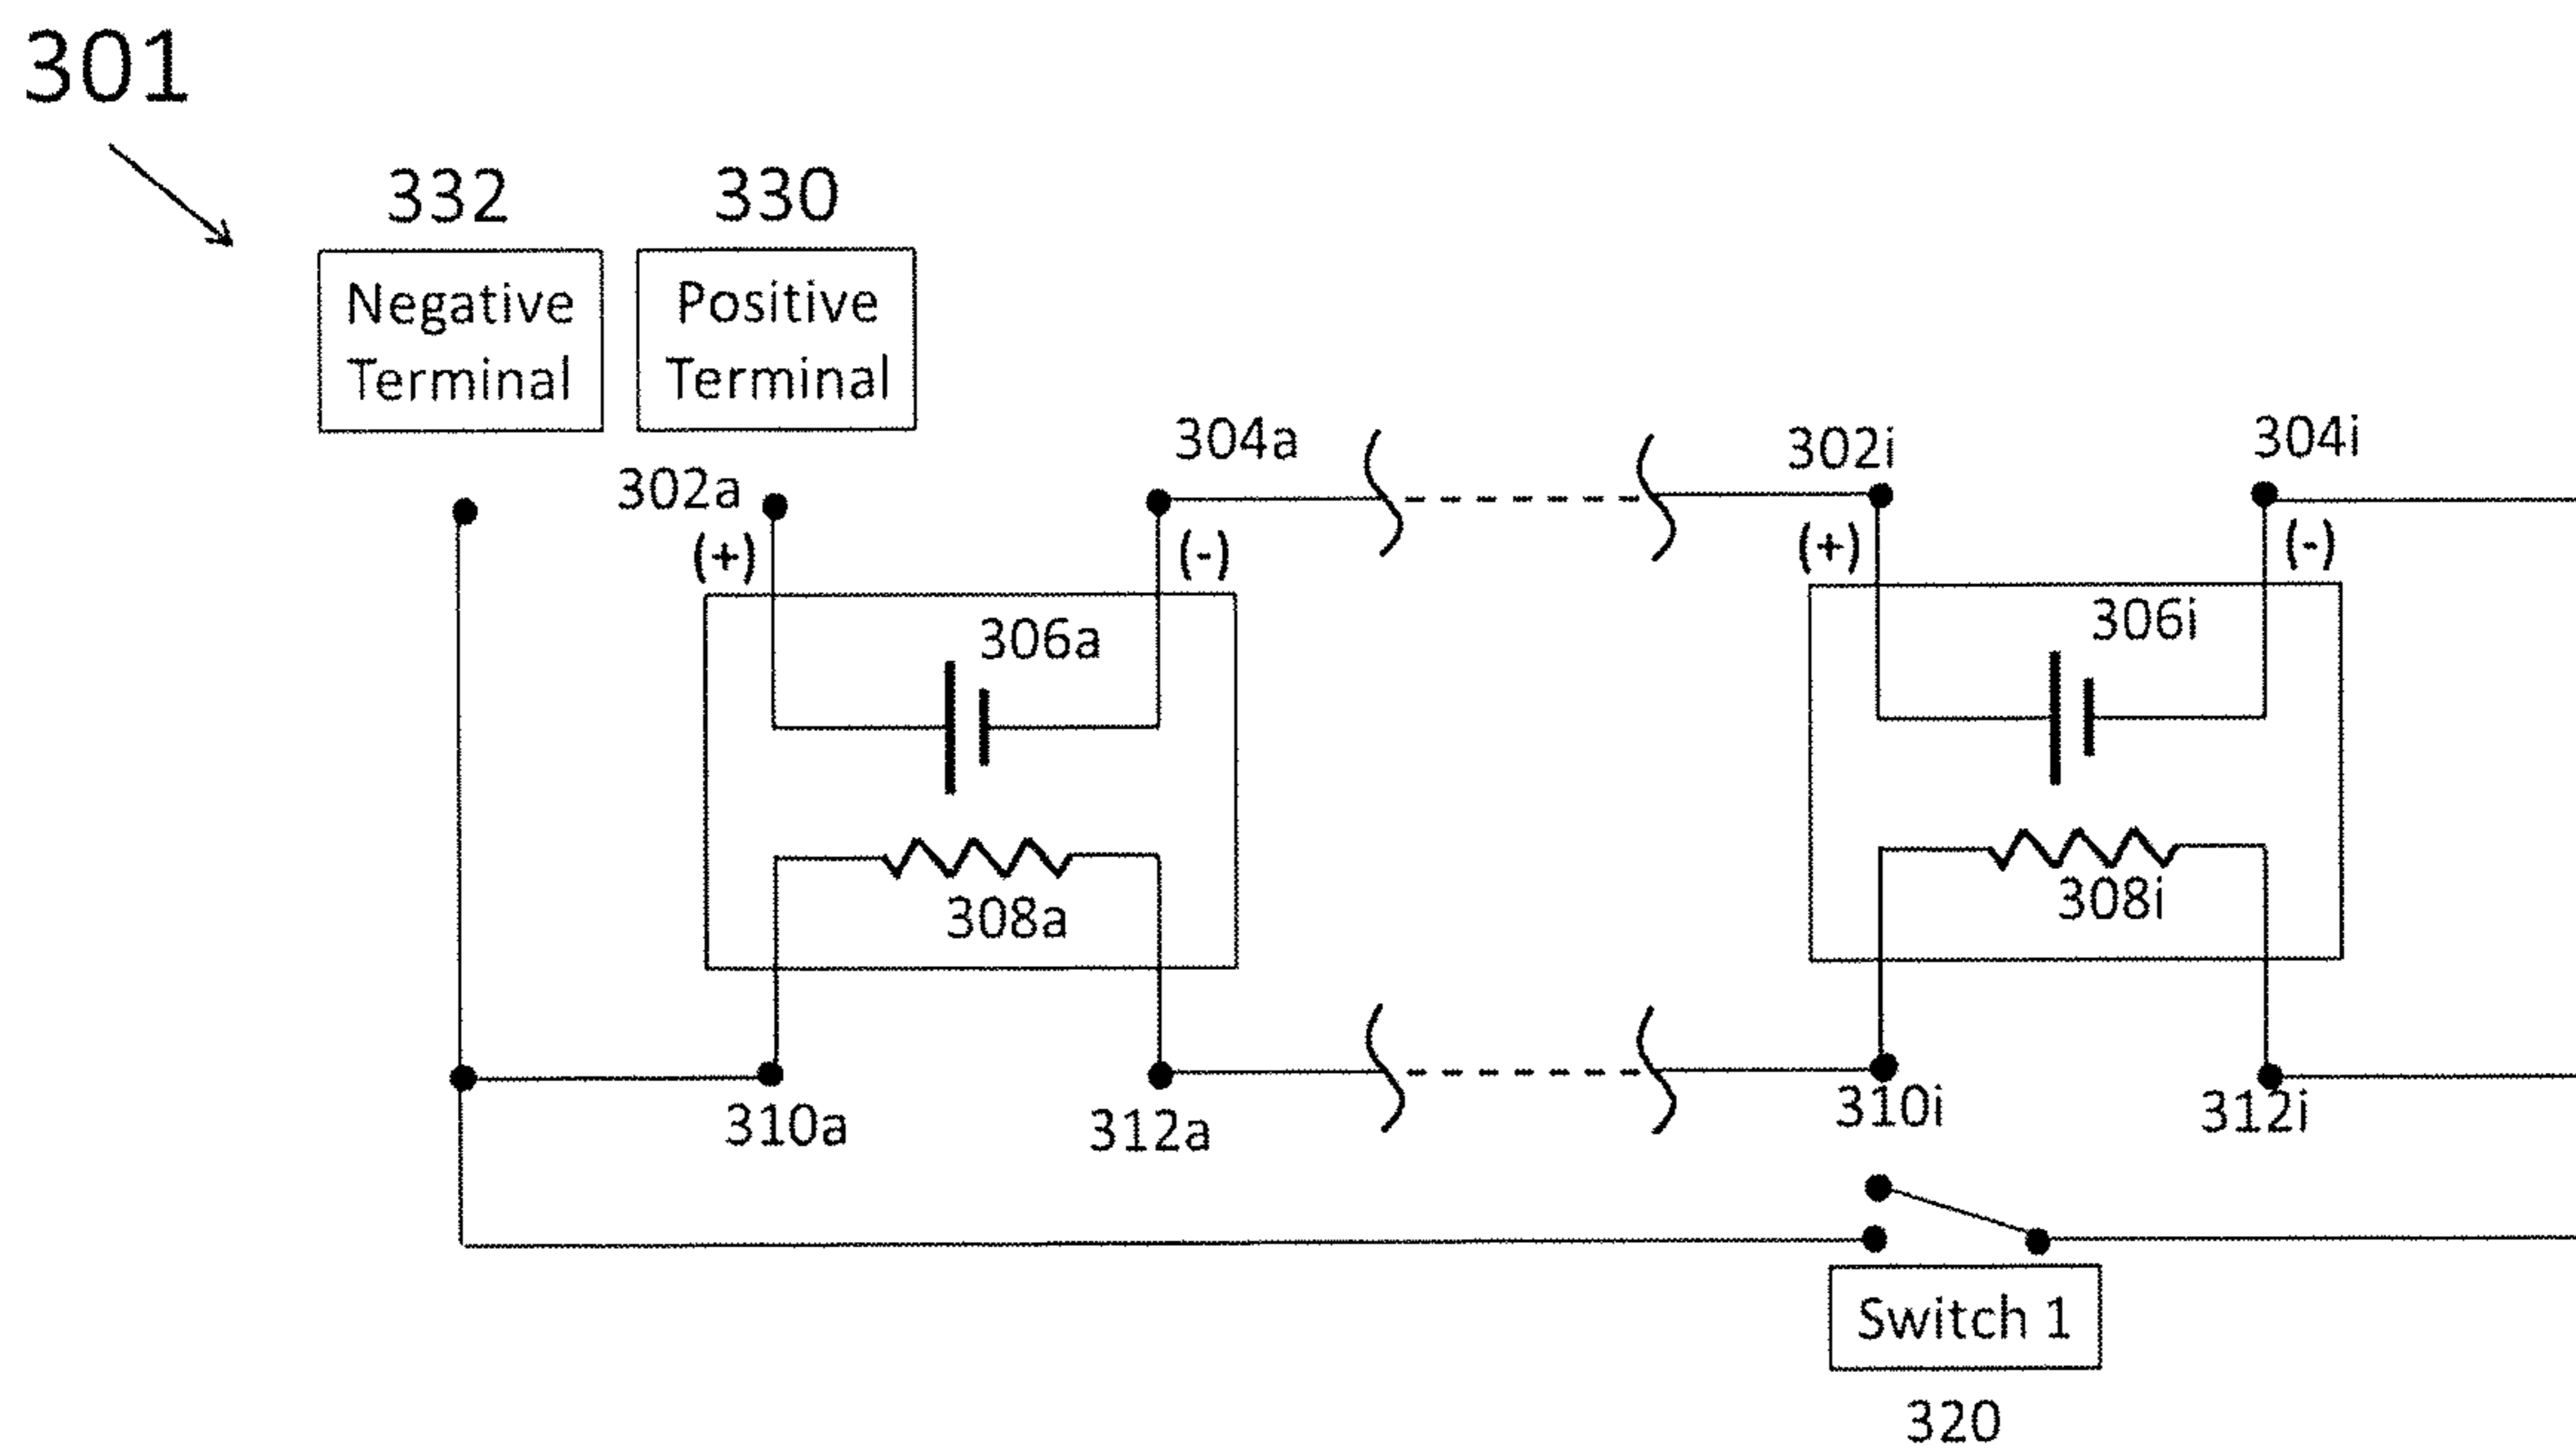 301
332
330
Negative
Terminal
Positive
Terminal
302a
304a
302i
304i
(+)
(-)
(+)
(-)
306a
306i
308a
308i
310a
312a
310i
312i
Switch 1
320